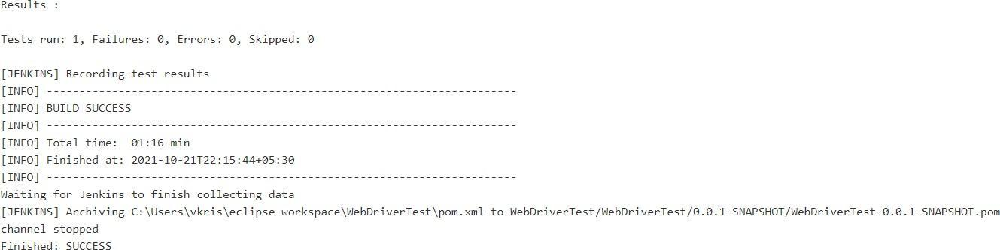 Results :
Tests run: 1, Failures: 0, Errors: 0, Skipped: 0
[JENKINS] Recording test results
[INFO] ------------------------------------------------------------------------
[INFO] BUILD SUCCESS
[INFO] ------------------------------------------------------------------------
[INFO] Total time:  01:16 min
[INFO] Finished at: 2021-10-21T22:15:44+05:30
[INFO] ------------------------------------------------------------------------
Waiting for Jenkins to finish collecting data
[JENKINS] Archiving C:\Users\vkris\eclipse-workspace\WebDriverTest\pom.xml to WebDriverTest/WebDriverTest/0.0.1-SNAPSHOT/WebDriverTest-0.0.1-SNAPSHOT.pom
channel stopped
Finished: SUCCESS